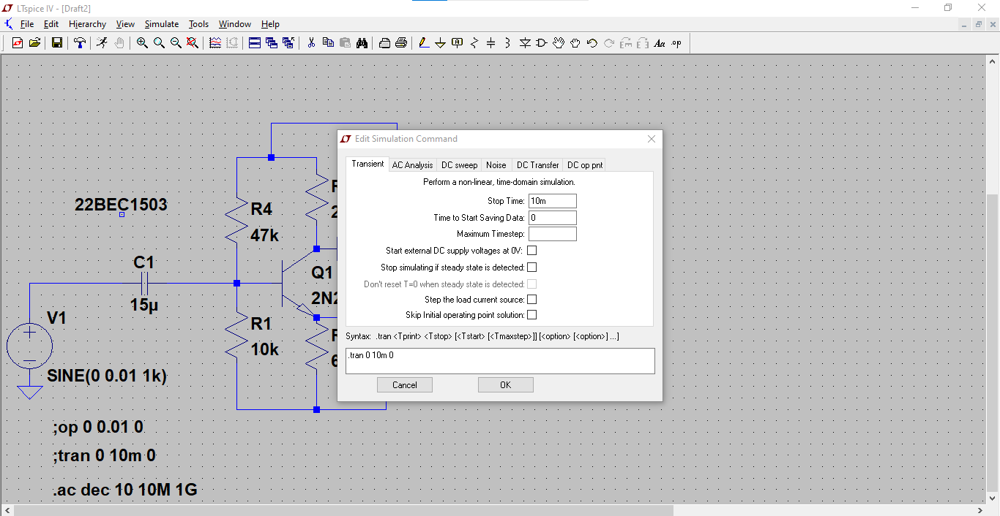 LTspice IV - [Draft2]
File Edit Hierarchy View Simulate Tools Window Help
Aa .op
22BEC1503
R4
47k
C1
15µ
Q1
V1
R1
10k
SINE(0 0.01 1k)
;op 0 0.01 0
;tran 0 10m 0
.ac dec 10 10M 1G
Edit Simulation Command
Transient AC Analysis DC sweep Noise DC Transfer DC op pnt
Perform a non-linear, time-domain simulation.
Stop Time: 10m
Time to Start Saving Data: 0
Maximum Timestep:
Start external DC supply voltages at 0V:
Stop simulating if steady state is detected:
Don't reset T=0 when steady state is detected:
Step the load current source:
Skip Initial operating point solution:
Syntax: .tran <Tprint> <Tstop> [<Tstart> [<Tmaxstep>]] [<option> [<option>] ...]
.tran 0 10m 0
Cancel OK